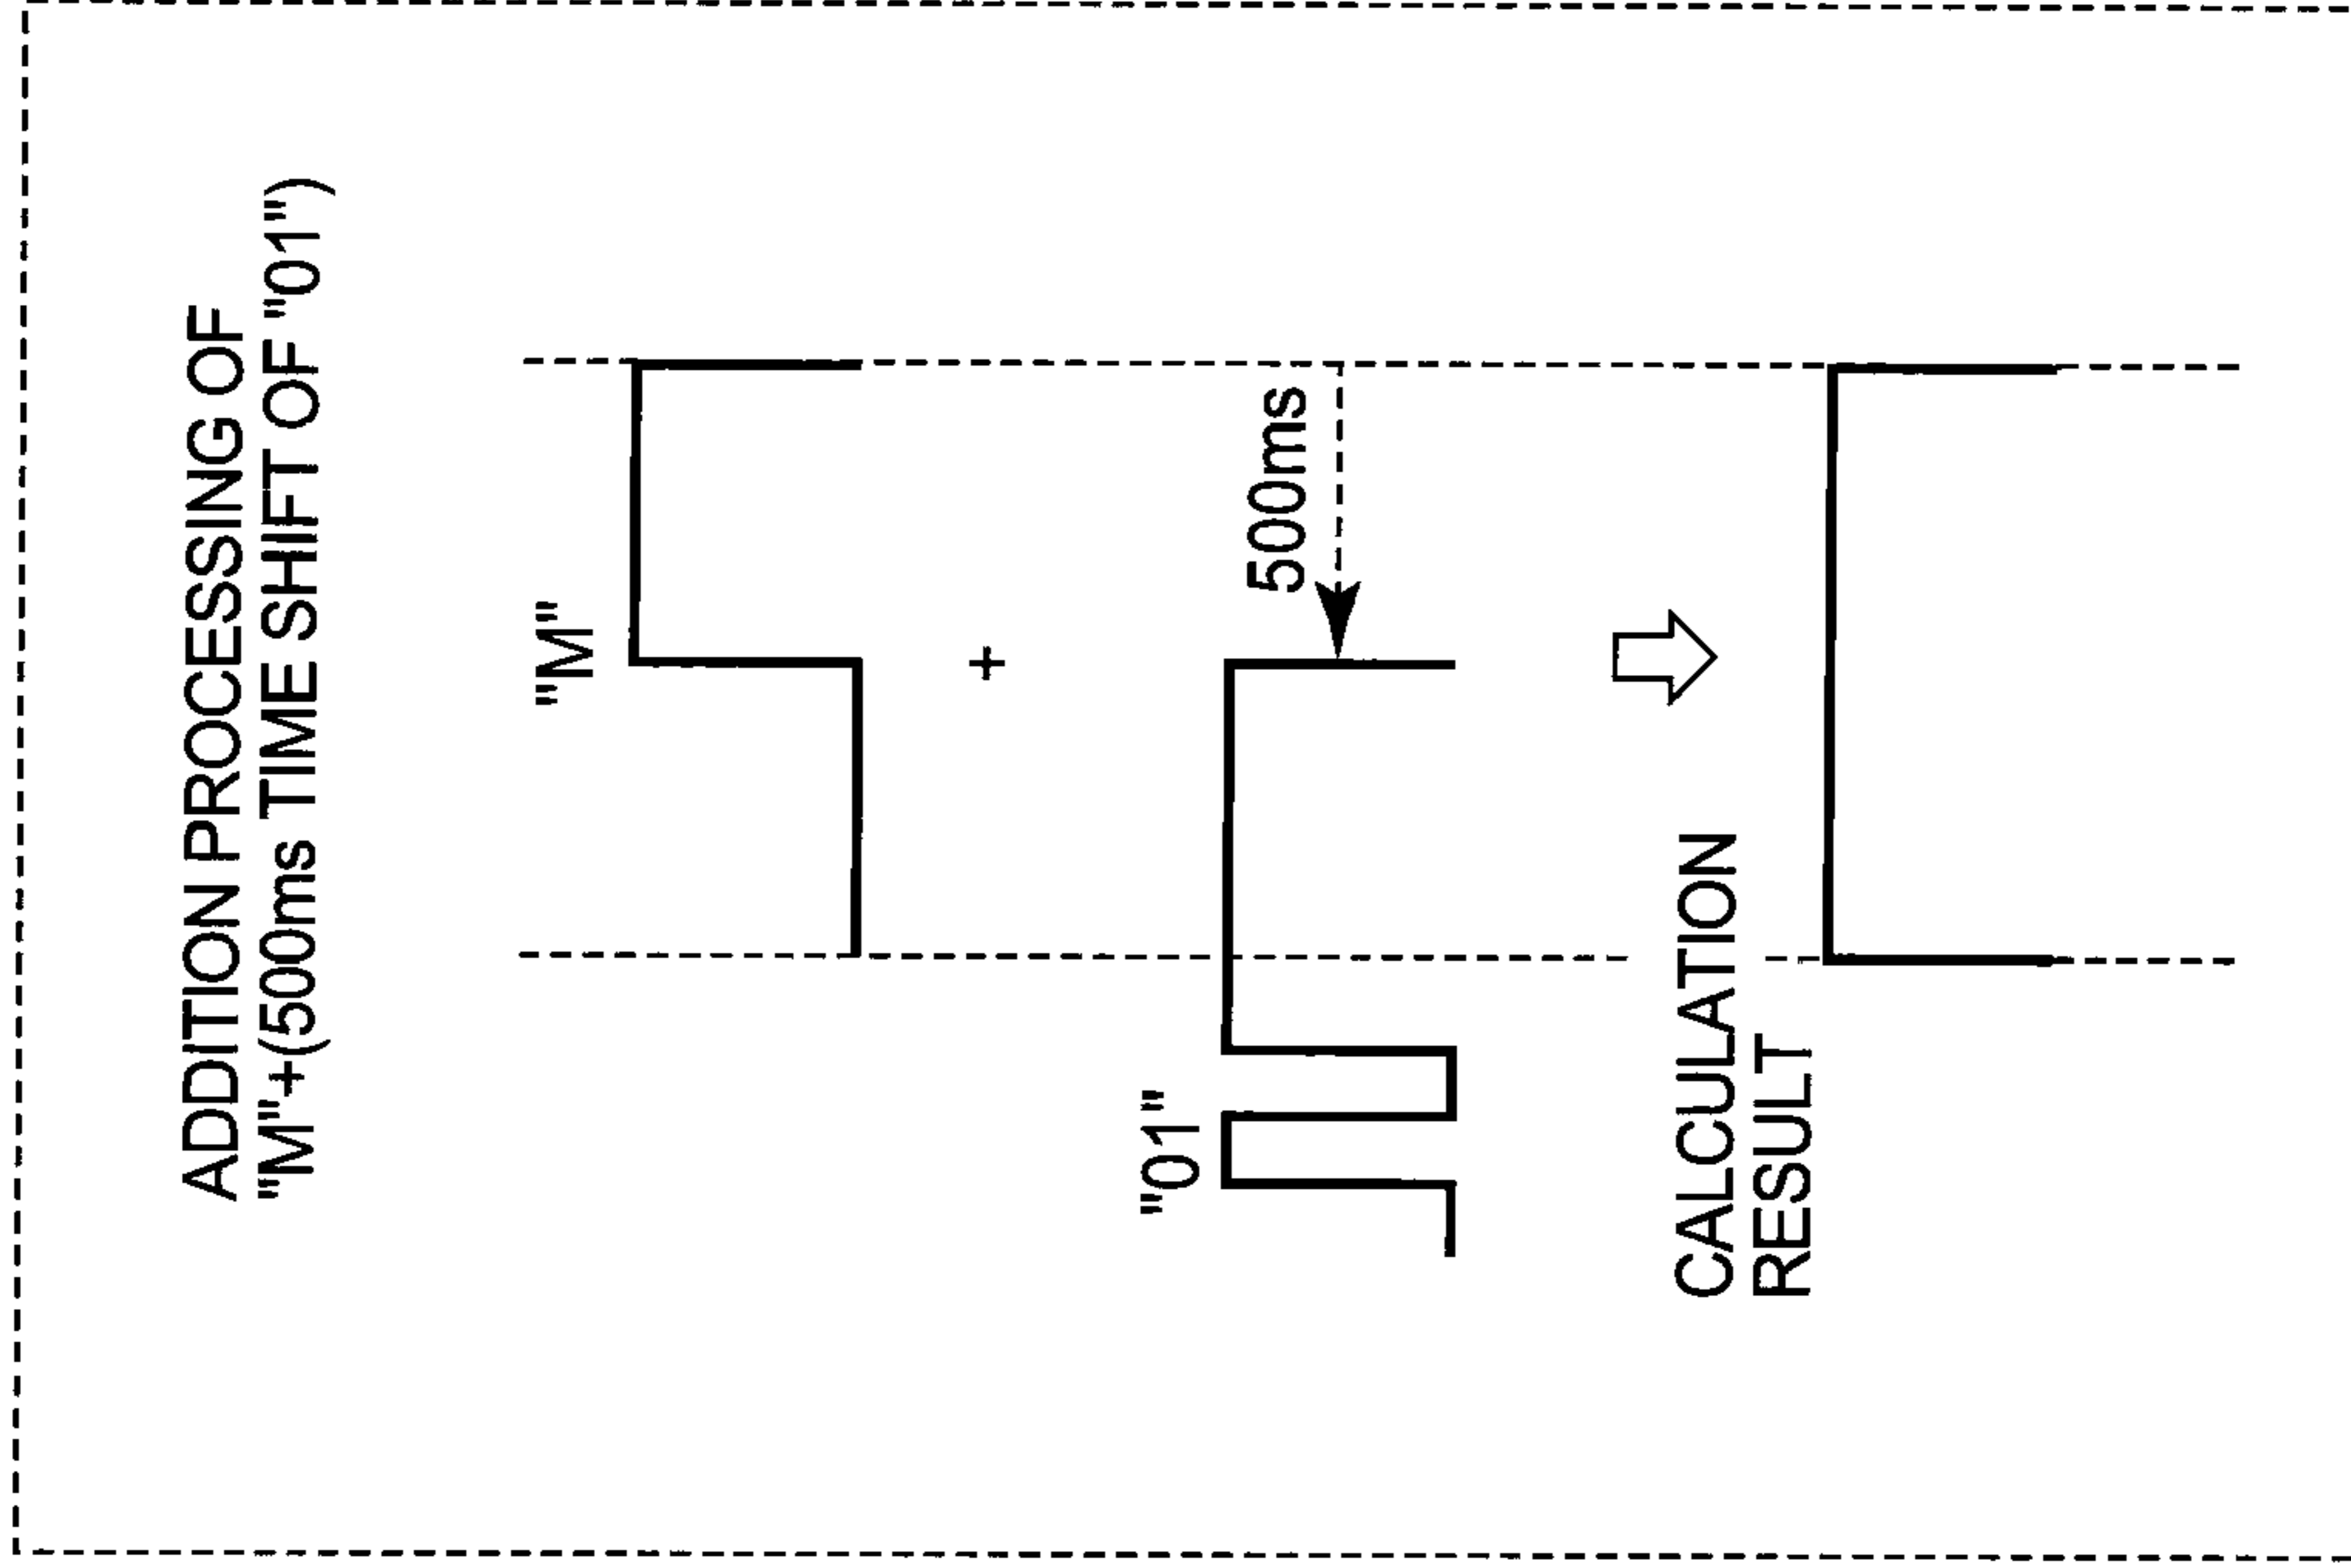 ADDITION PROCESSING OF
"M"+(500ms TIME SHIFT OF "01")
"M"
+
"01"
500ms
CALCULATION
RESULT